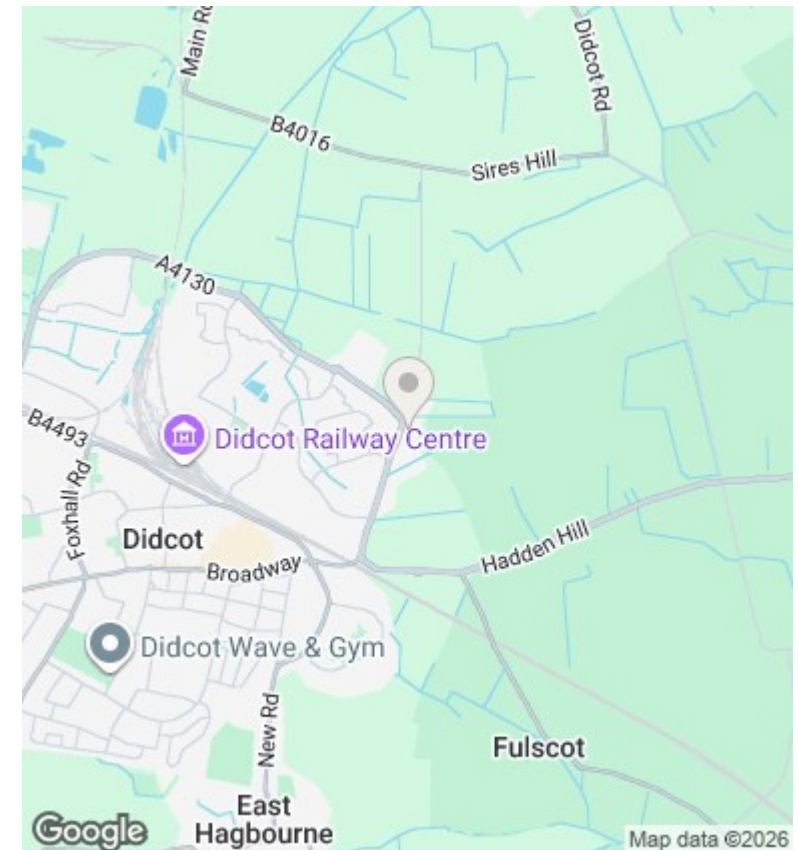 Main Rd
Didcot Rd
B4016
Sires Hill
A4130
B4493
Didcot Railway Centre
Foxhall Rd
Didcot
Broadway
Hadden Hill
Didcot Wave & Gym
New Rd
Fulscot
East
Hagbourne
Google
Map data ©2026